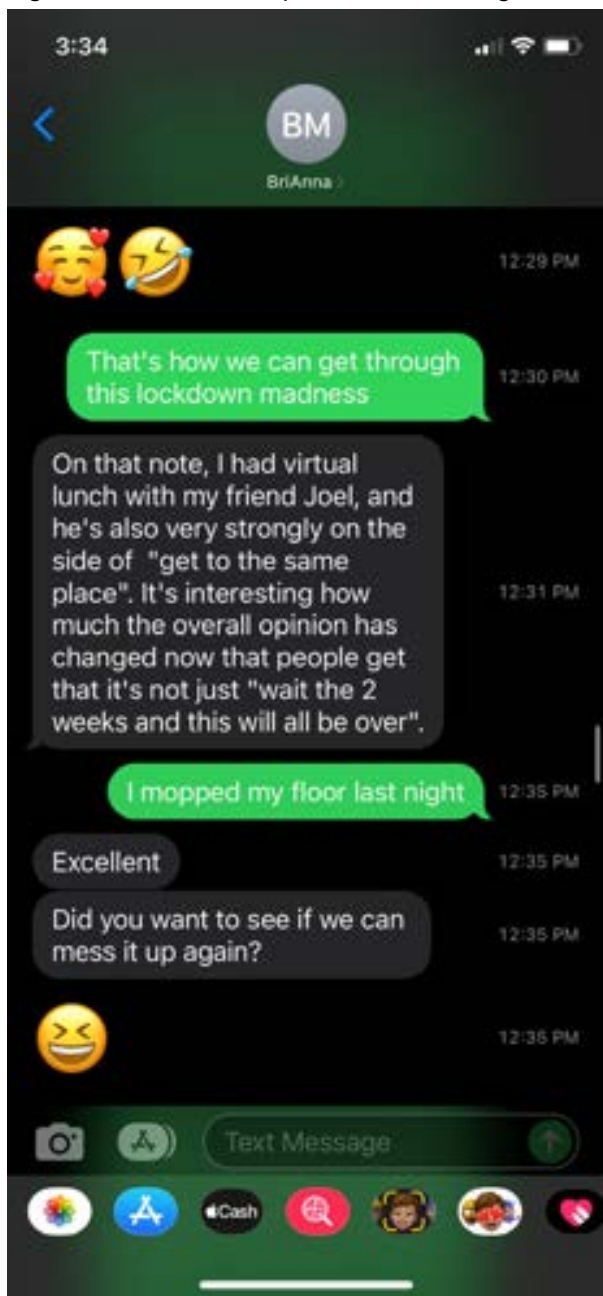 3:34
BM
BriAnna
12:29 PM
That's how we can get through
this lockdown madness
12:30 PM
On that note, I had virtual
lunch with my friend Joel, and
he's also very strongly on the
side of "get to the same
place". It's interesting how
much the overall opinion has
changed now that people get
that it's not just "wait the 2
weeks and this will all be over".
12:31 PM
I mopped my floor last night
12:35 PM
Excellent
12:35 PM
Did you want to see if we can
mess it up again?
12:35 PM
12:35 PM
Text Message
Cash